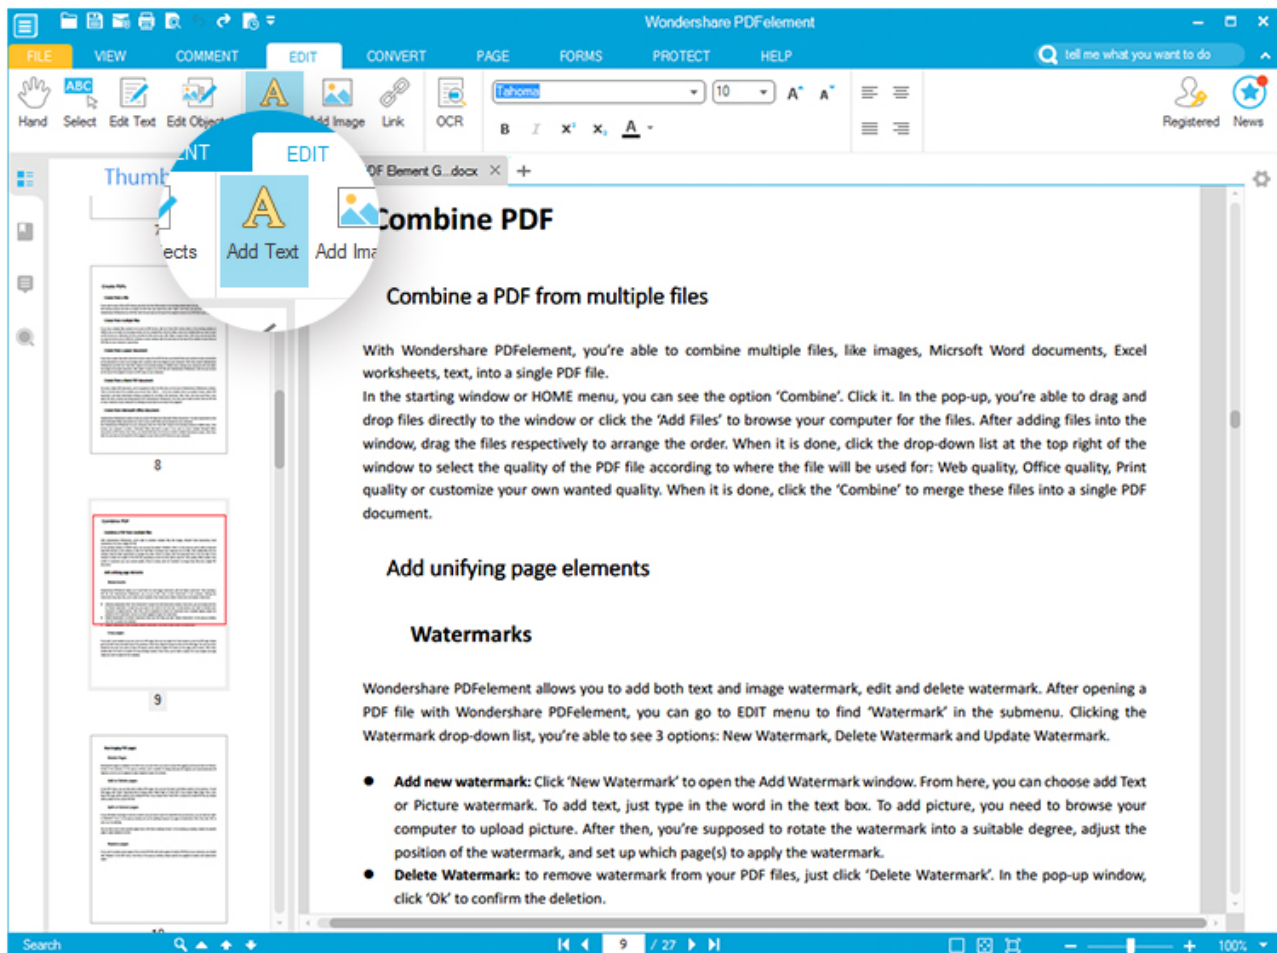 Wondershare PDFelement
FILE VIEW COMMENT EDIT CONVERT PAGE FORMS PROTECT HELP tell me what you want to do
Tahoma 10
Hand Select Edit Text Edit Image Link OCR Registered News
B I X² X₂ A
ENT EDIT
Thumb
DF Element G...docx
ects Add Text Add Ima
7
Combine PDF
Combine a PDF from multiple files
With Wondershare PDFelement, you're able to combine multiple files, like images, Micrsoft Word documents, Excel
worksheets, text, into a single PDF file.
In the starting window or HOME menu, you can see the option 'Combine'. Click it. In the pop-up, you're able to drag and
drop files directly to the window or click the 'Add Files' to browse your computer for the files. After adding files into the
window, drag the files respectively to arrange the order. When it is done, click the drop-down list at the top right of the
window to select the quality of the PDF file according to where the file will be used for: Web quality, Office quality, Print
quality or customize your own wanted quality. When it is done, click the 'Combine' to merge these files into a single PDF
document.
Add unifying page elements
Watermarks
Wondershare PDFelement allows you to add both text and image watermark, edit and delete watermark. After opening a
PDF file with Wondershare PDFelement, you can go to EDIT menu to find 'Watermark' in the submenu. Clicking the
Watermark drop-down list, you're able to see 3 options: New Watermark, Delete Watermark and Update Watermark.
● Add new watermark: Click 'New Watermark' to open the Add Watermark window. From here, you can choose add Text
or Picture watermark. To add text, just type in the word in the text box. To add picture, you need to browse your
computer to upload picture. After then, you're supposed to rotate the watermark into a suitable degree, adjust the
position of the watermark, and set up which page(s) to apply the watermark.
● Delete Watermark: to remove watermark from your PDF files, just click 'Delete Watermark'. In the pop-up window,
click 'Ok' to confirm the deletion.
8
9
10
Search 9 / 27 100%